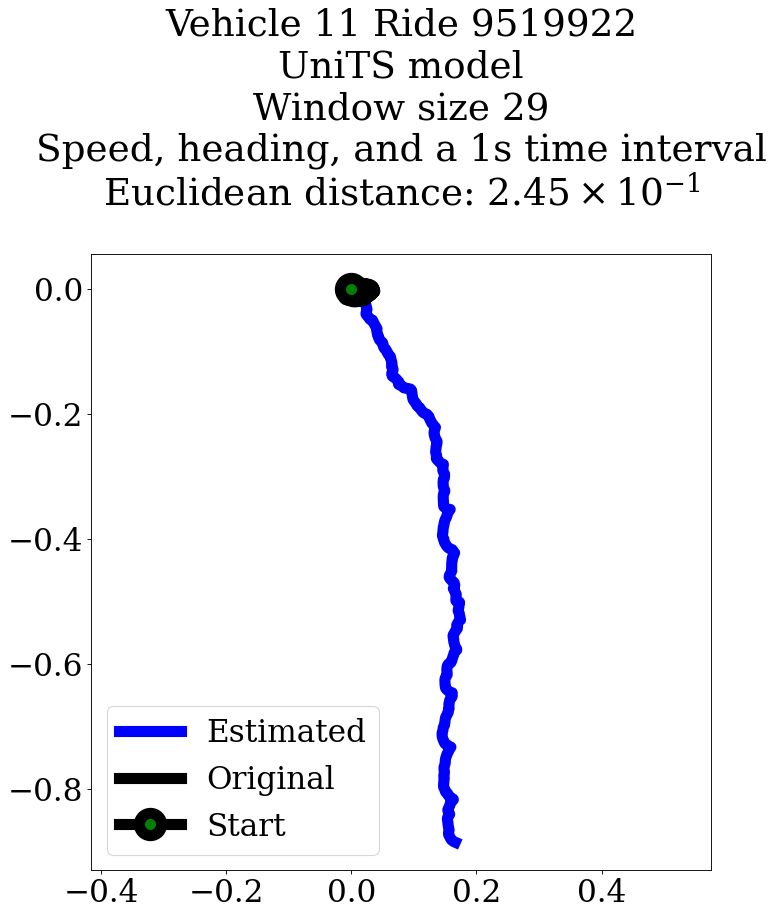 Vehicle 11 Ride 9519922
UniTS model
Window size 29
Speed, heading, and a 1s time interval
Euclidean distance: 2.45 × 10⁻¹
0.0
−0.2
−0.4
−0.6
−0.8
Estimated
Original
Start
−0.4 −0.2 0.0 0.2 0.4